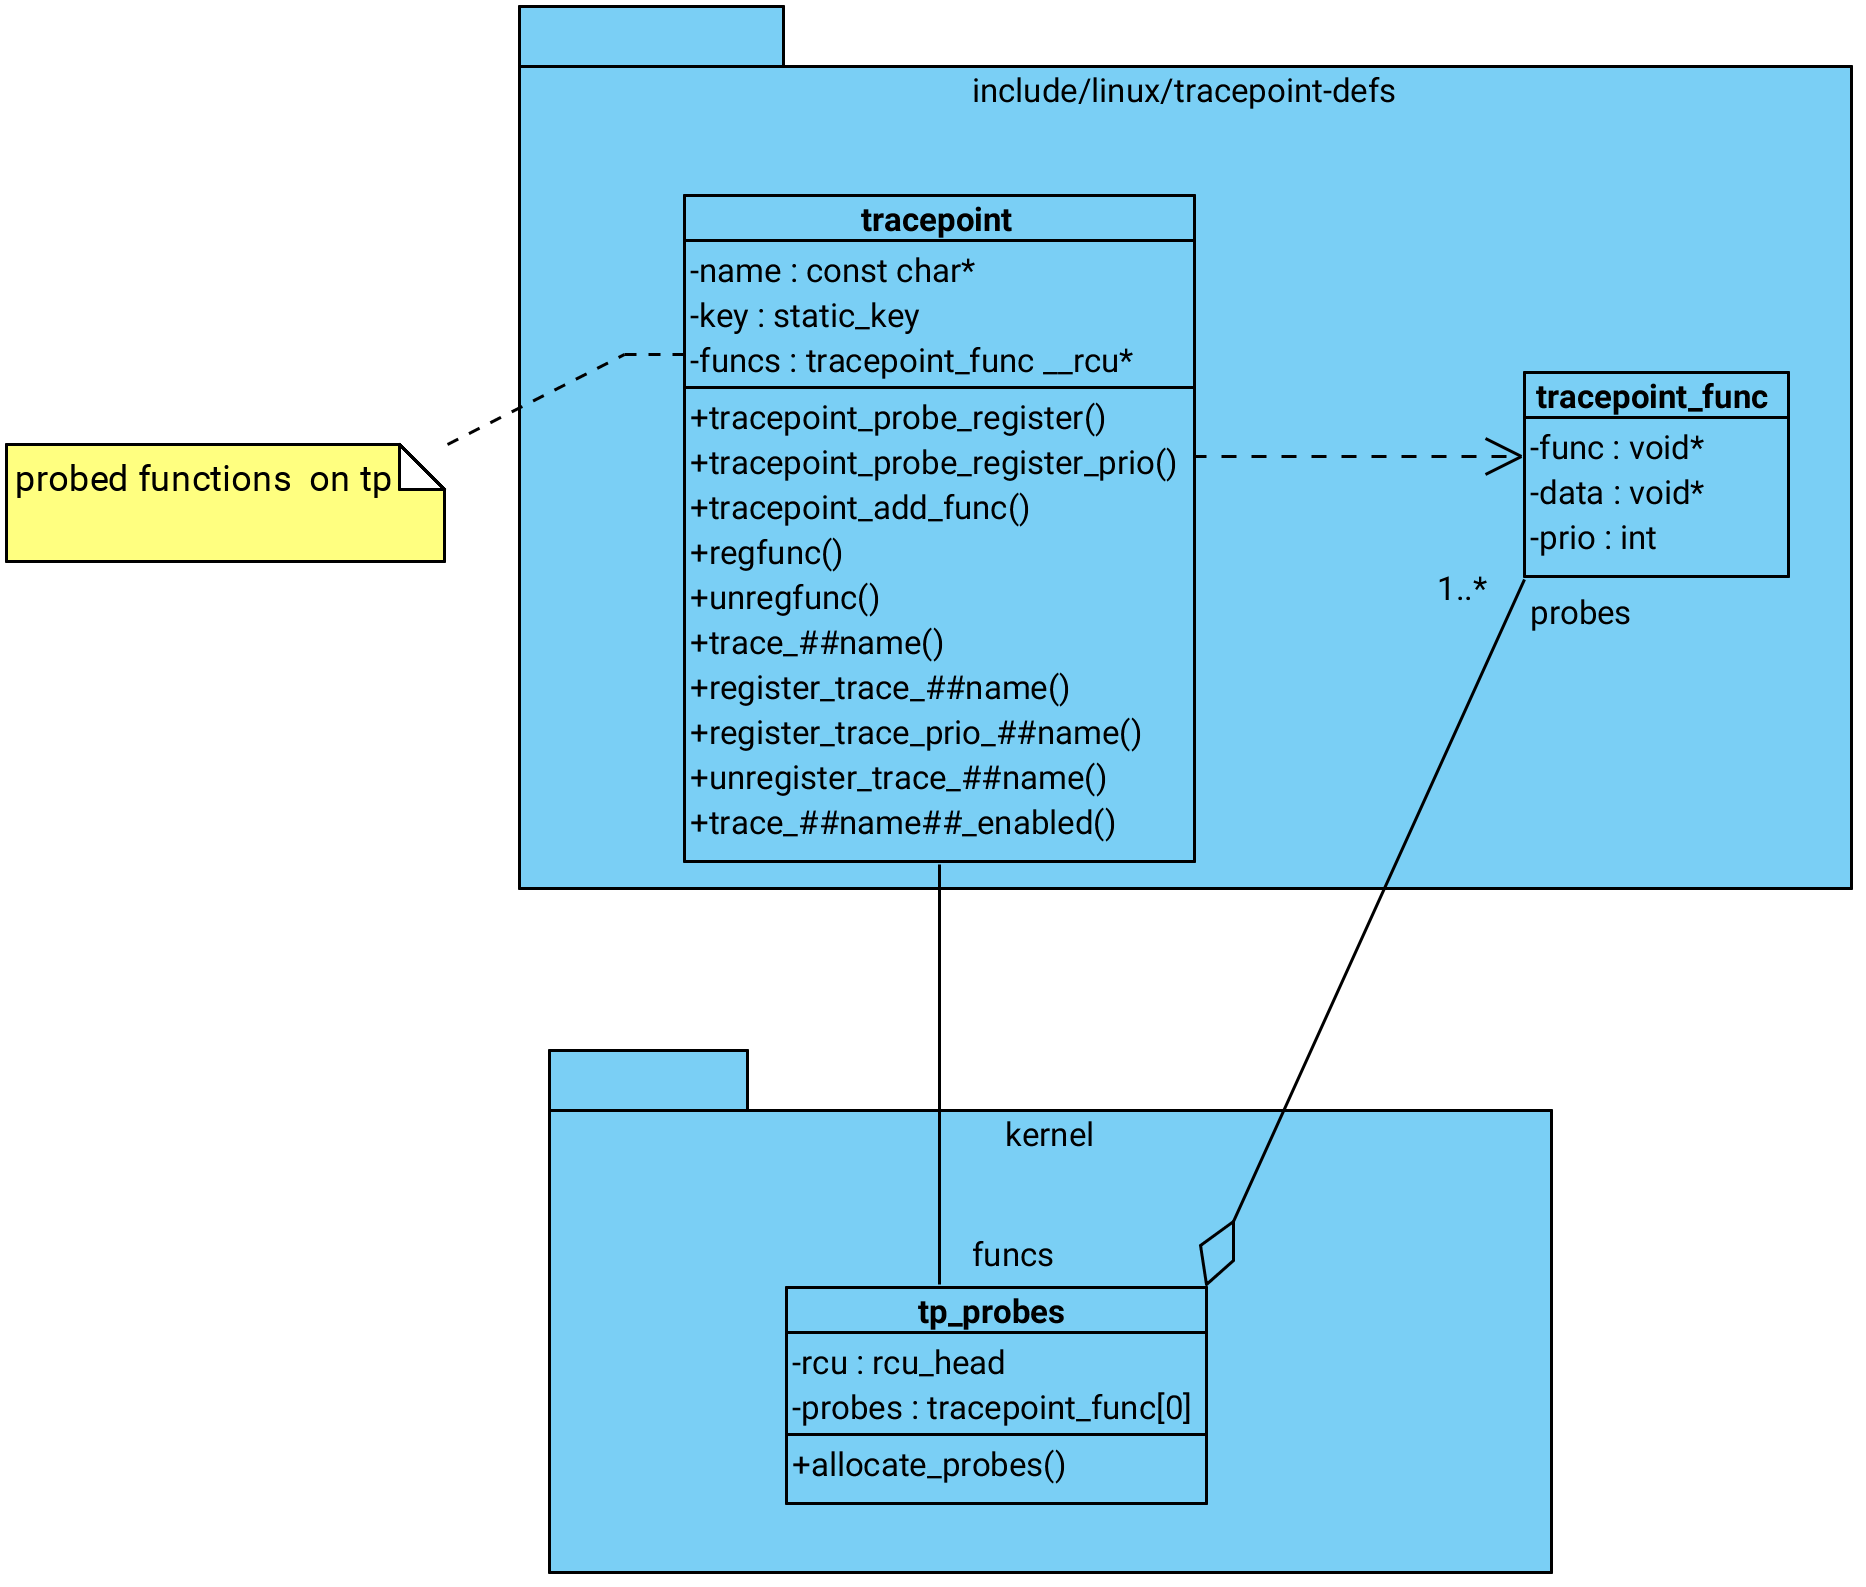 include/linux/tracepoint-defs
tracepoint
-name : const char*
-key : static_key
-funcs : tracepoint_func __rcu*
+tracepoint_probe_register()
+tracepoint_probe_register_prio()
+tracepoint_add_func()
+regfunc()
+unregfunc()
+trace_##name()
+register_trace_##name()
+register_trace_prio_##name()
+unregister_trace_##name()
+trace_##name##_enabled()
tracepoint_func
-func : void*
-data : void*
-prio : int
1..*
probes
probed functions  on tp
kernel
funcs
tp_probes
-rcu : rcu_head
-probes : tracepoint_func[0]
+allocate_probes()